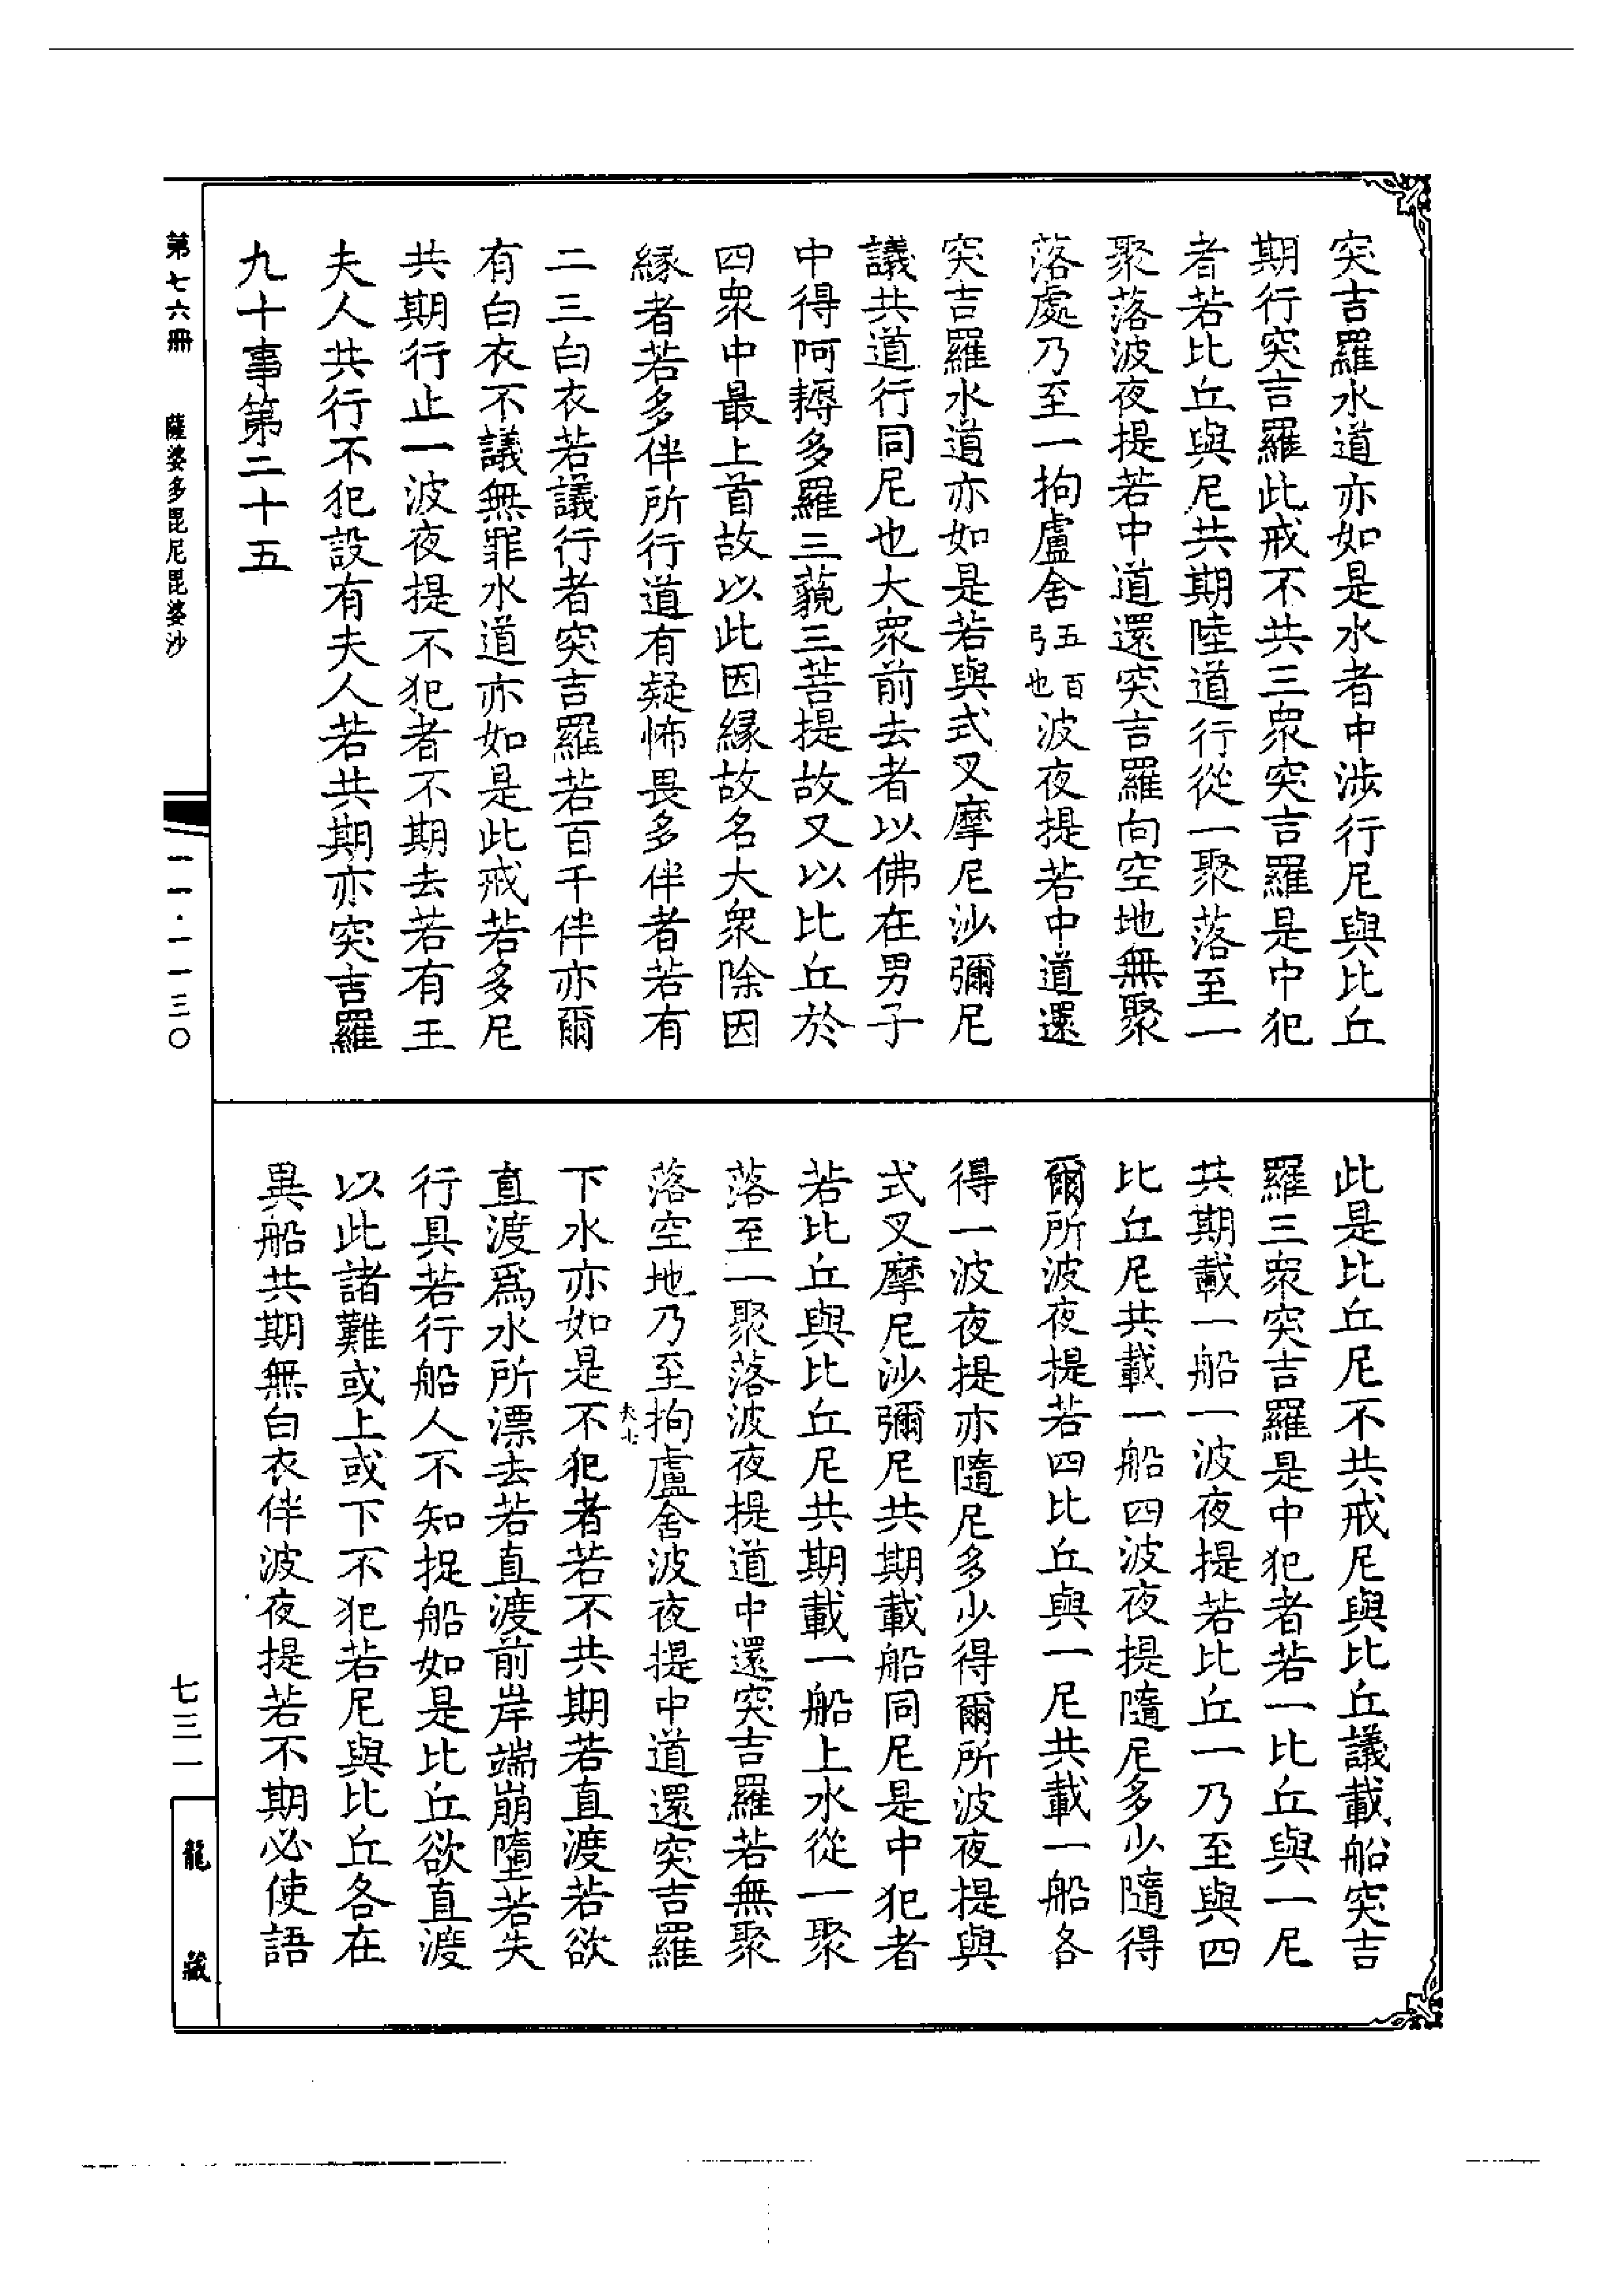 突吉羅水道亦如是水者中涉行尼與比丘
期行突吉羅此戒不共三衆突吉羅是中犯
者若比丘與尼共期陸道行從一聚落至一
聚落波夜提若中道還突吉羅向空地無聚
落處乃至一拘盧舍五百弓也波夜提若中道還
突吉羅水道亦如是若與式叉摩尼沙彌尼
議共道行同尼也大衆前去者以佛在男子
中得阿耨多羅三藐三菩提故又以比丘於
四衆中最上首故以此因縁故名大衆除因
縁者若多伴所行道有疑怖畏多伴者若有
二三白衣若議行者突吉羅若百千伴亦爾
有白衣不議無罪水道亦如是此戒若多尼
共期行止一波夜提不犯者不期去若有王
夫人共行不犯設有夫人若共期亦突吉羅
九十事第二十五
此是比丘尼不共戒尼與比丘議載船突吉
羅三衆突吉羅是中犯者若一比丘與一尼
共期載一船一波夜提若比丘一乃至與四
比丘尼共載一船四波夜提隨尼多少隨得
爾所波夜提若四比丘與一尼共載一船各
得一波夜提亦隨尼多少得爾所波夜提與
式叉摩尼沙彌尼共期載船同尼是中犯者
若比丘與比丘尼共期載一船上水從一聚
落至一聚落波夜提道中還突吉羅若無聚
落空地乃至拘盧舍波夜提中道還突吉羅
下水亦如是不犯者若不共期若直渡若欲
直渡爲水所漂去若直渡前岸端崩墮若失
行具若行船人不知捉船如是比丘欲直渡
以此諸難或上或下不犯若尼與比丘各在
異船共期無白衣伴波夜提若不期必使語
第七六冊 薩婆多毘尼毘婆沙
一一·一一三〇
七三一
龍藏